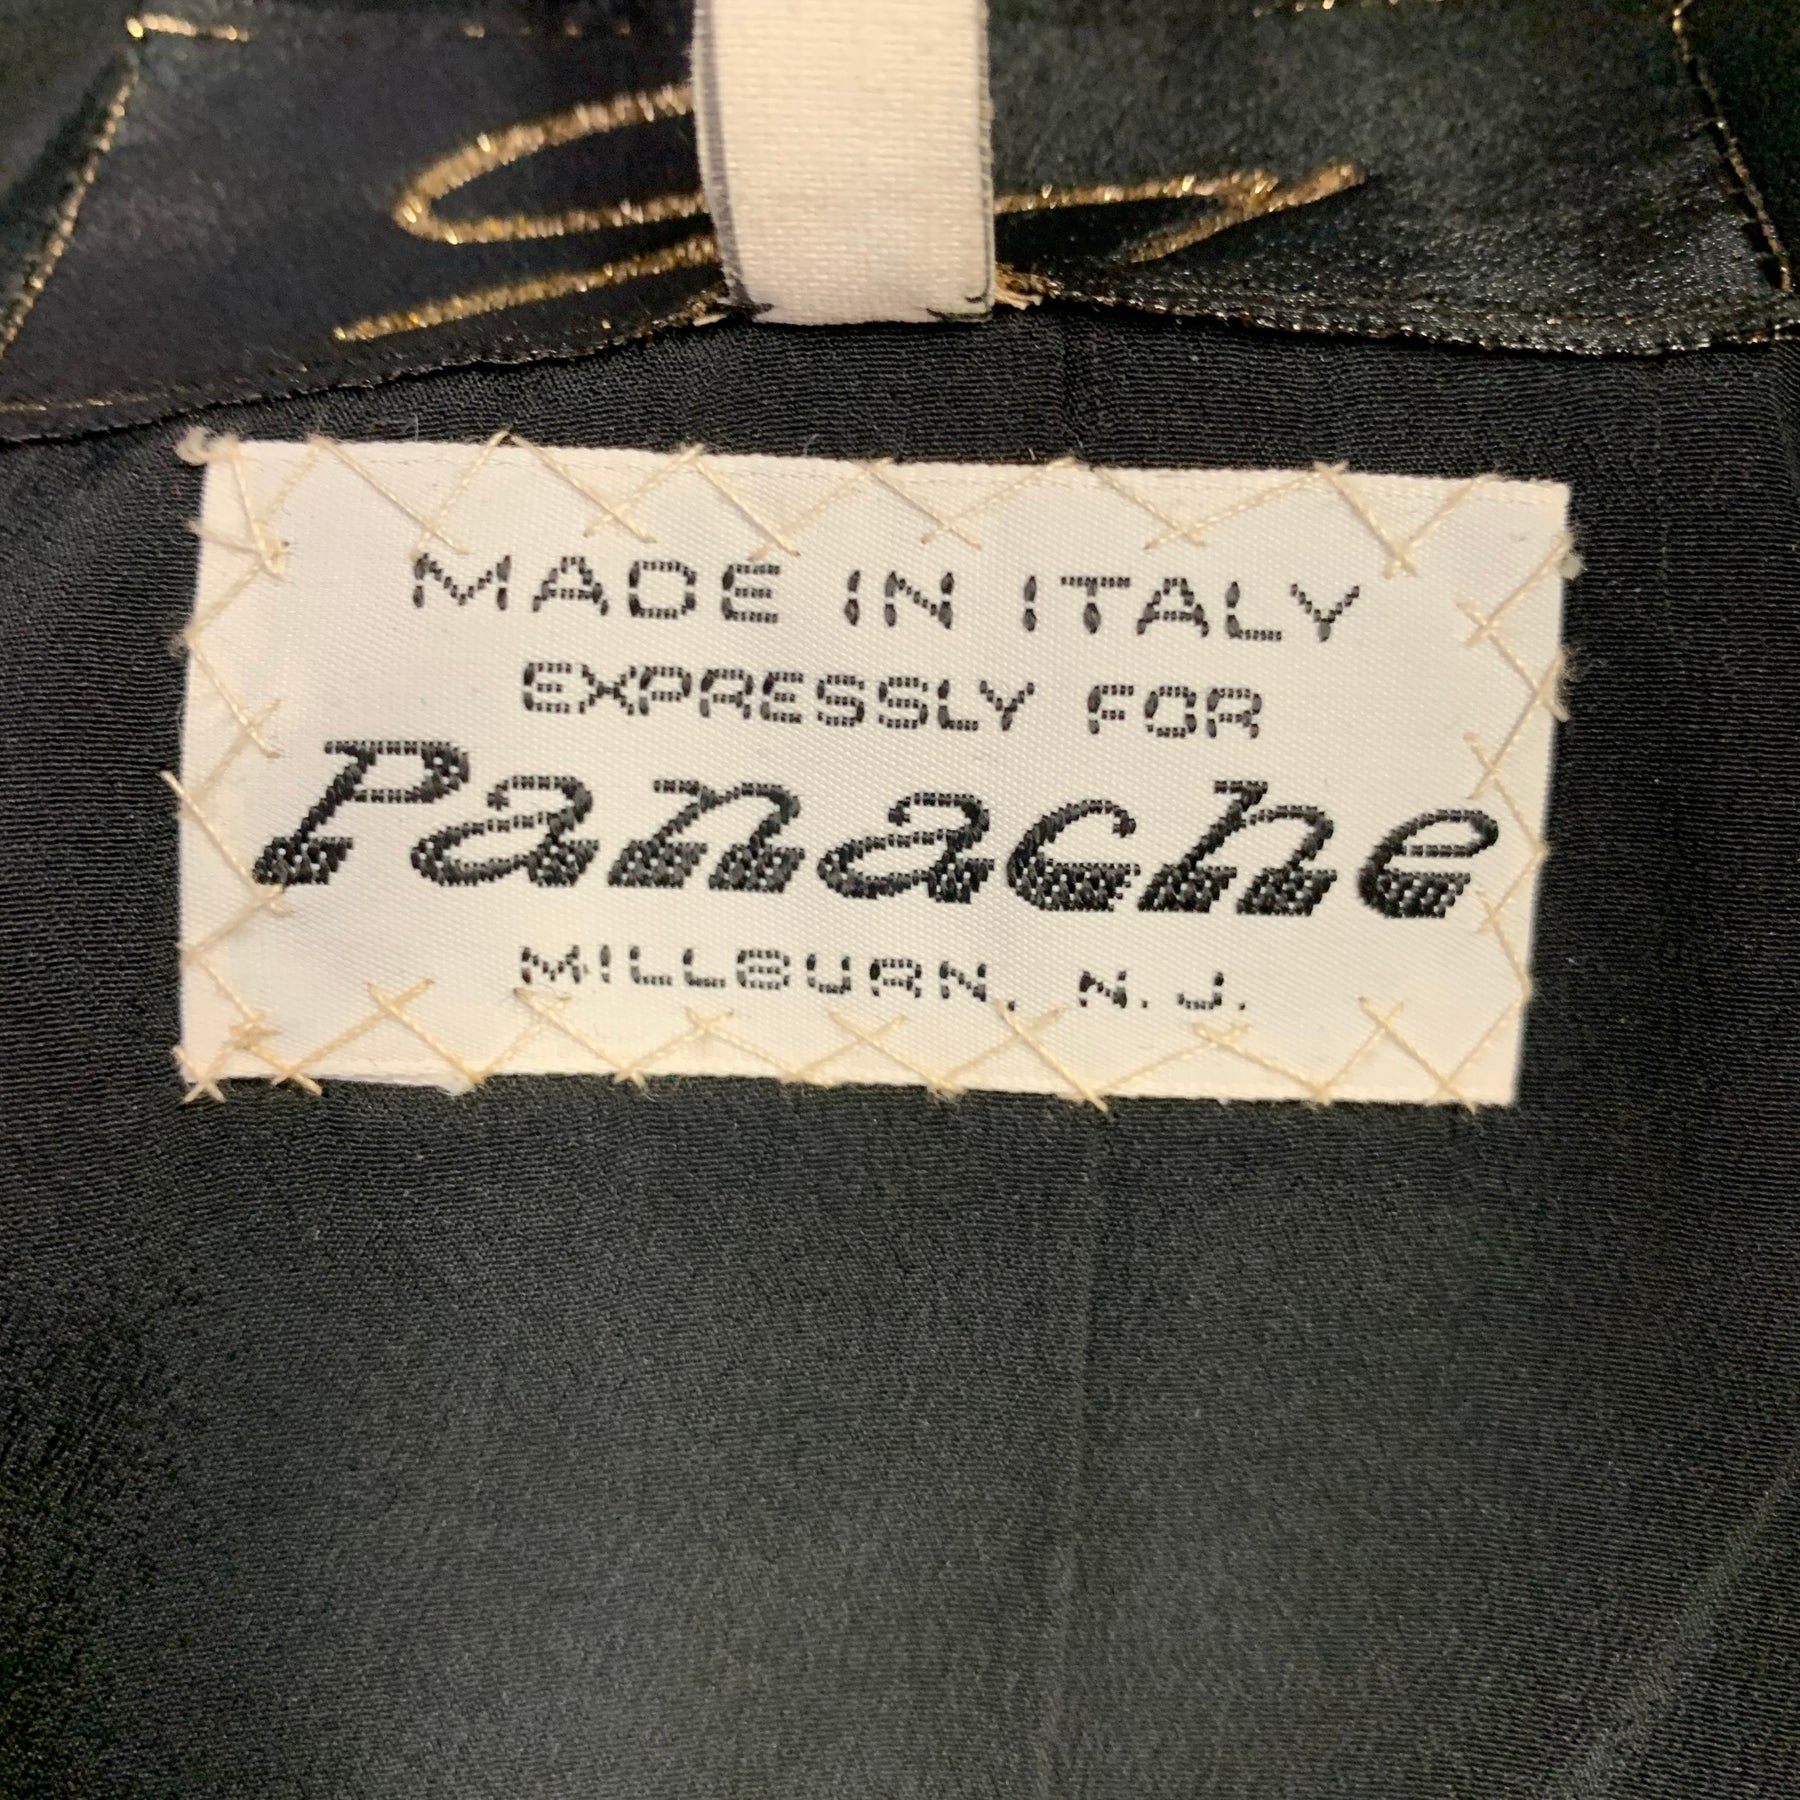 MADE IN ITALY
EXPRESSLY FOR
Panache
MILLBURN, N.J.